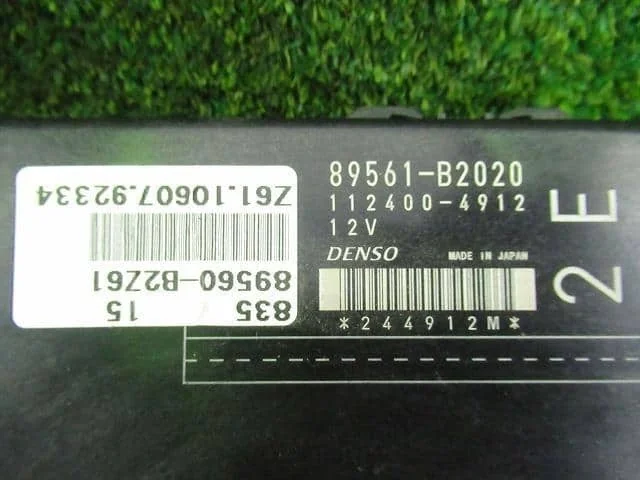 89561-B2020
112400-4912
12V
DENSO MADE IN JAPAN
*244912M*
2E
835 15
89560-B2Z61
Z61.10607.92334